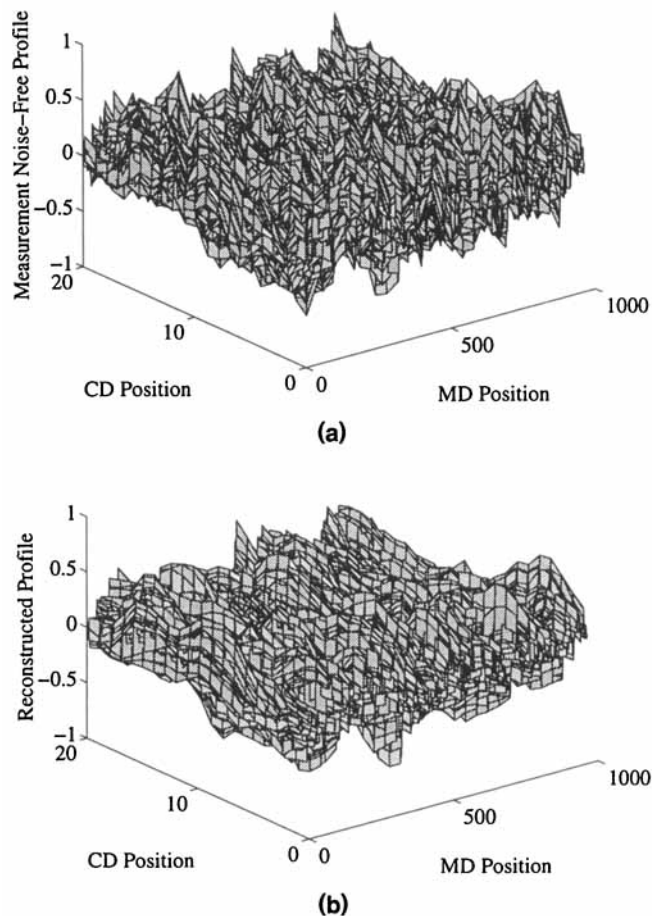 Measurement Noise–Free Profile
1
0.5
0
−0.5
−1
20
10
0
0
500
1000
CD Position
MD Position
(a)
Reconstructed Profile
1
0.5
0
−0.5
−1
20
10
0
0
500
1000
CD Position
MD Position
(b)